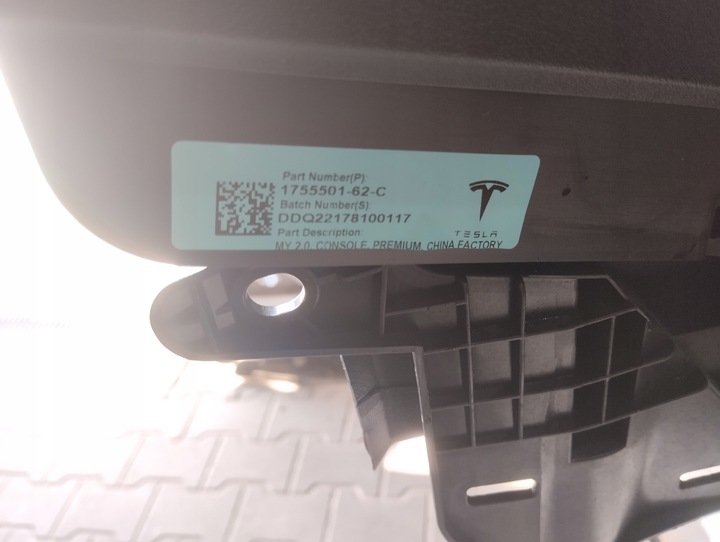 Part Number(P):
1755501-62-C
Batch Number(S):
DDQ22178100117
Part Description:
MY 2.0, CONSOLE, PREMIUM, CHINA FACTORY
TESLA